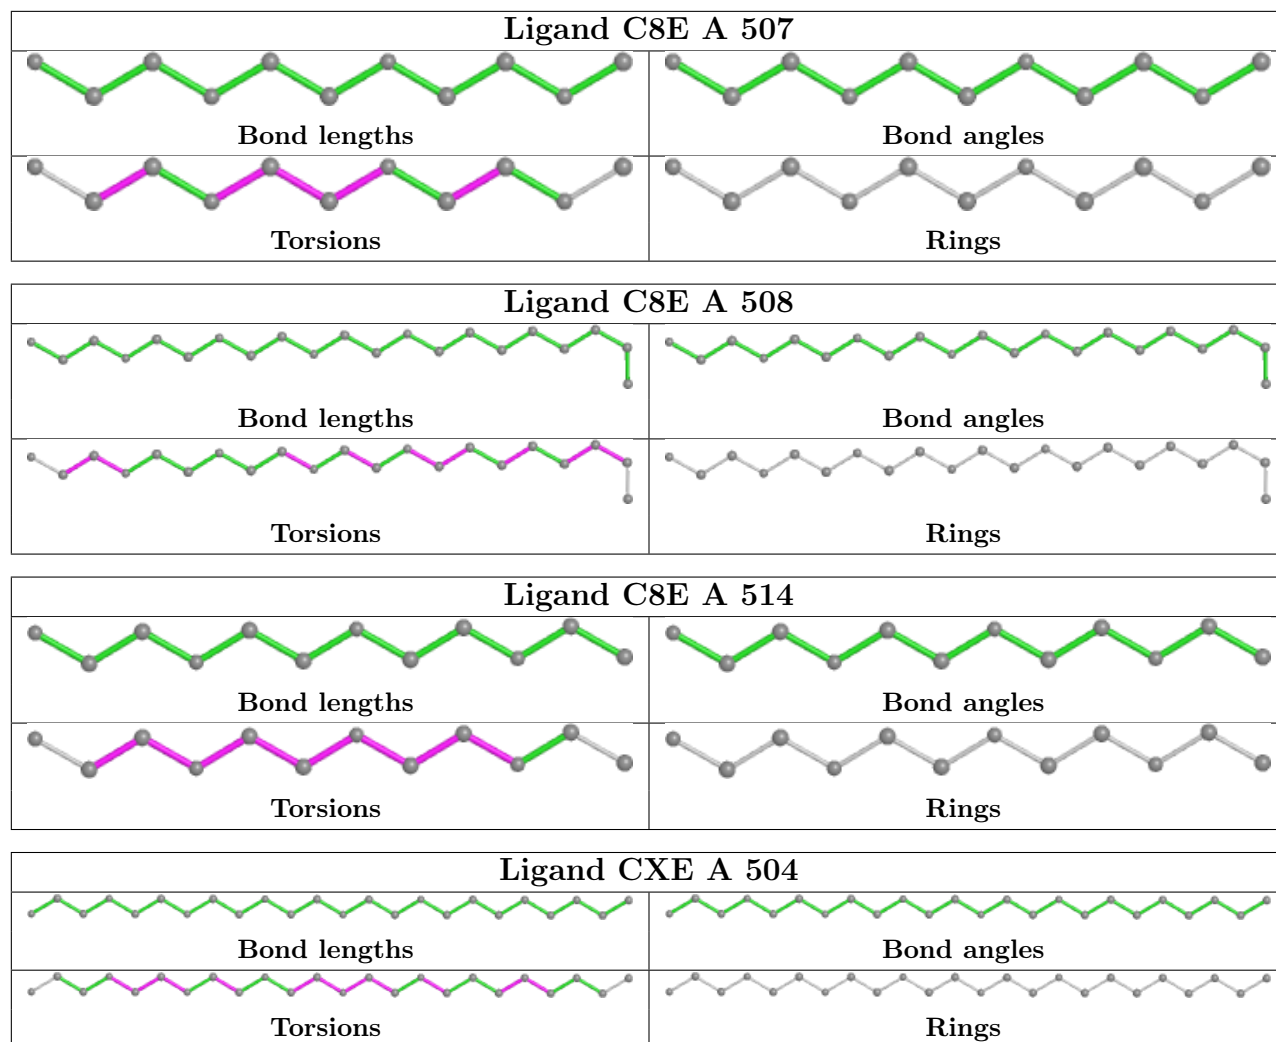 Ligand C8E A 507
Bond lengths
Bond angles
Torsions
Rings
Ligand C8E A 508
Bond lengths
Bond angles
Torsions
Rings
Ligand C8E A 514
Bond lengths
Bond angles
Torsions
Rings
Ligand CXE A 504
Bond lengths
Bond angles
Torsions
Rings